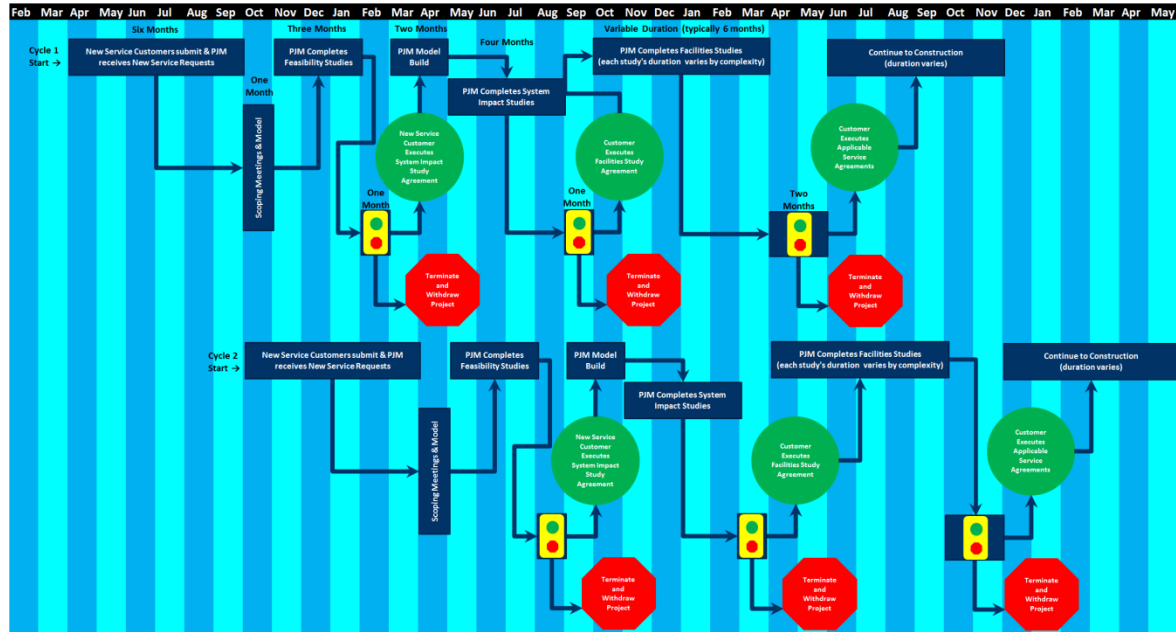 Feb Mar Apr May Jun Jul Aug Sep Oct Nov Dec Jan Feb Mar Apr May Jun Jul Aug Sep Oct Nov Dec Jan Feb Mar Apr May Jun Jul Aug Sep Oct Nov Dec Jan Feb Mar Apr May
Six Months
Three Months
Two Months
Four Months
Variable Duration (typically 6 months)
Cycle 1
Start →
New Service Customers submit & PJM
receives New Service Requests
One
Month
Scoping Meetings & Model
PJM Completes
Feasibility Studies
One
Month
New Service
Customer
Executes
System Impact
Study
Agreement
Terminate
and
Withdraw
Project
PJM Model
Build
PJM Completes System
Impact Studies
One
Month
Customer
Executes
Facilities Study
Agreement
Terminate
and
Withdraw
Project
PJM Completes Facilities Studies
(each study's duration varies by complexity)
Two
Months
Customer
Executes
Applicable
Service
Agreements
Terminate
and
Withdraw
Project
Continue to Construction
(duration varies)
Cycle 2
Start →
New Service Customers submit & PJM
receives New Service Requests
Scoping Meetings & Model
PJM Completes
Feasibility Studies
New Service
Customer
Executes
System Impact
Study
Agreement
Terminate
and
Withdraw
Project
PJM Model
Build
PJM Completes System
Impact Studies
Customer
Executes
Facilities Study
Agreement
Terminate
and
Withdraw
Project
PJM Completes Facilities Studies
(each study's duration varies by complexity)
Customer
Executes
Applicable
Service
Agreements
Terminate
and
Withdraw
Project
Continue to Construction
(duration varies)